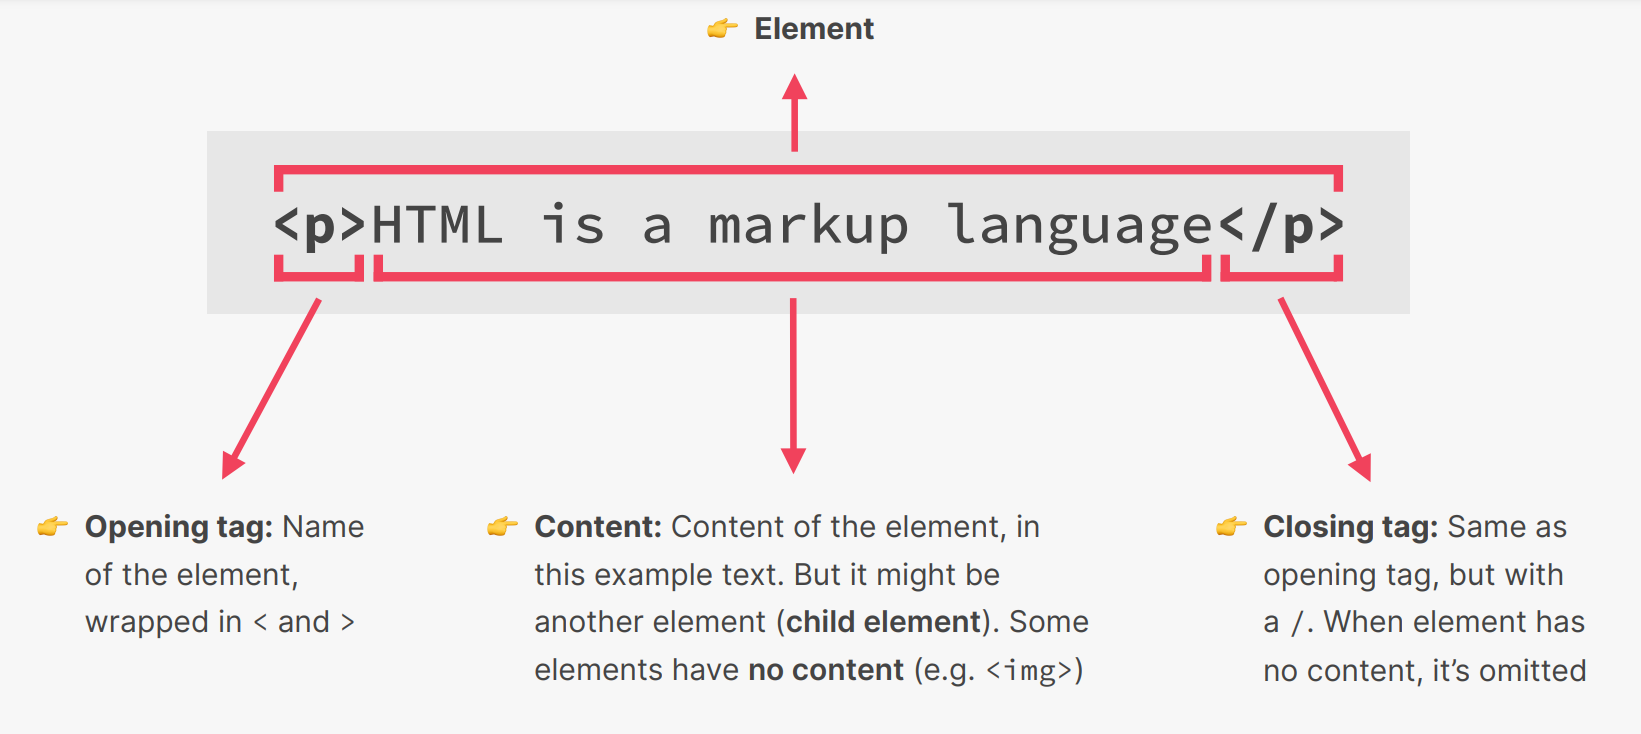 👉 Element
<p>HTML is a markup language</p>
👉 Opening tag: Name
of the element,
wrapped in < and >
👉 Content: Content of the element, in
this example text. But it might be
another element (child element). Some
elements have no content (e.g. <img>)
👉 Closing tag: Same as
opening tag, but with
a /. When element has
no content, it’s omitted